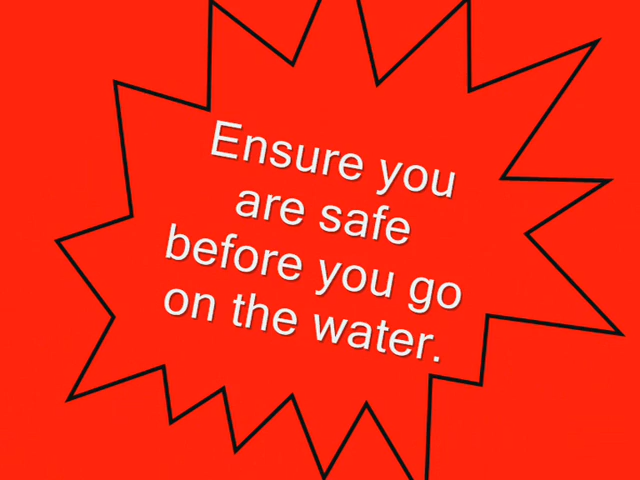 Ensure you
are safe
before you go
on the water.